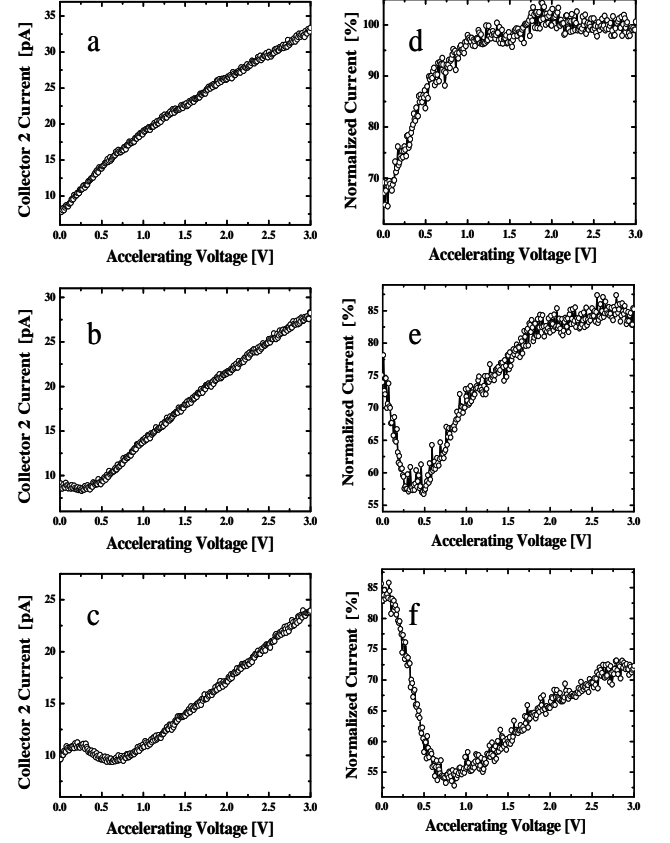 a
Collector 2 Current [pA]
35
30
25
20
15
10
0.0 0.5 1.0 1.5 2.0 2.5 3.0
Accelerating Voltage [V]
d
Normalized Current [%]
100
90
80
70
0.0 0.5 1.0 1.5 2.0 2.5 3.0
Accelerating Voltage [V]
b
Collector 2 Current [pA]
30
25
20
15
10
0.0 0.5 1.0 1.5 2.0 2.5 3.0
Accelerating Voltage [V]
e
Normalized Current [%]
85
80
75
70
65
60
55
0.0 0.5 1.0 1.5 2.0 2.5 3.0
Accelerating Voltage [V]
c
Collector 2 Current [pA]
25
20
15
10
0.0 0.5 1.0 1.5 2.0 2.5 3.0
Accelerating Voltage [V]
f
Normalized Current [%]
85
80
75
70
65
60
55
0.0 0.5 1.0 1.5 2.0 2.5 3.0
Accelerating Voltage [V]